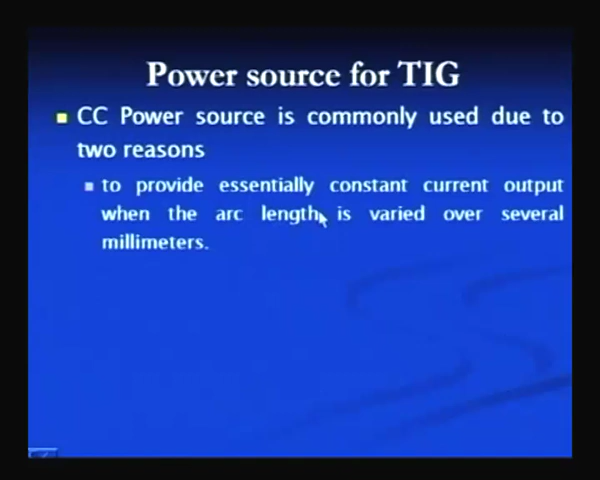 Power source for TIG
CC Power source is commonly used due to
two reasons
to provide essentially constant current output
when the arc length is varied over several
millimeters.